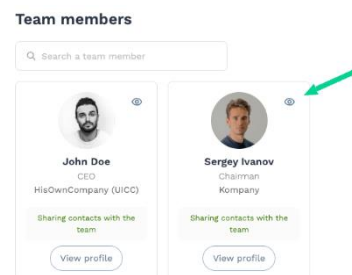 Team members
Search a team member
John Doe
CEO
HisOwnCompany (UICC)
Sharing contacts with the
team
View profile
Sergey Ivanov
Chairman
Kompany
Sharing contacts with the
team
View profile